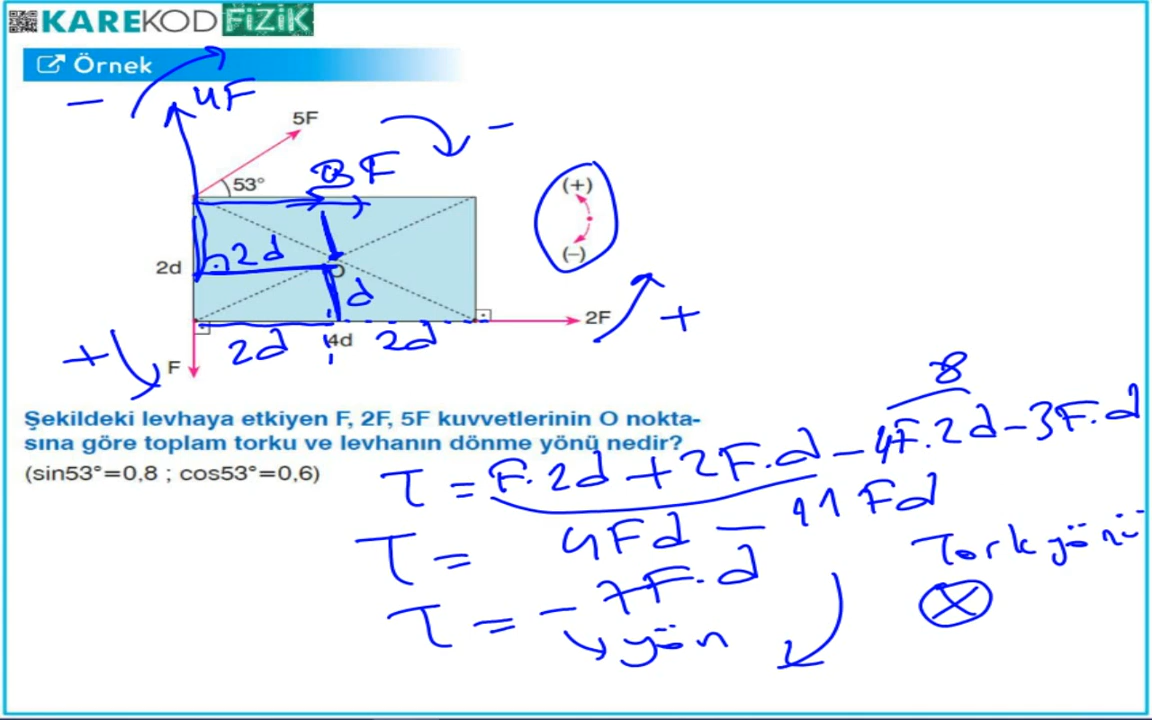 KAREKOD FİZİK
Örnek
-
4F
5F
-
53°
3F
(+)
(-)
2d
2d
O
d
2F
+
2d
4d
2d
+
F
Şekildeki levhaya etkiyen F, 2F, 5F kuvvetlerinin O nokta-
sına göre toplam torku ve levhanın dönme yönü nedir?
(sin53°=0,8 ; cos53°=0,6)
8
τ = F.2d + 2F.d - 4F.2d - 3F.d
τ = 4Fd - 11Fd
τ = - 7F.d
yön
Tork yönü